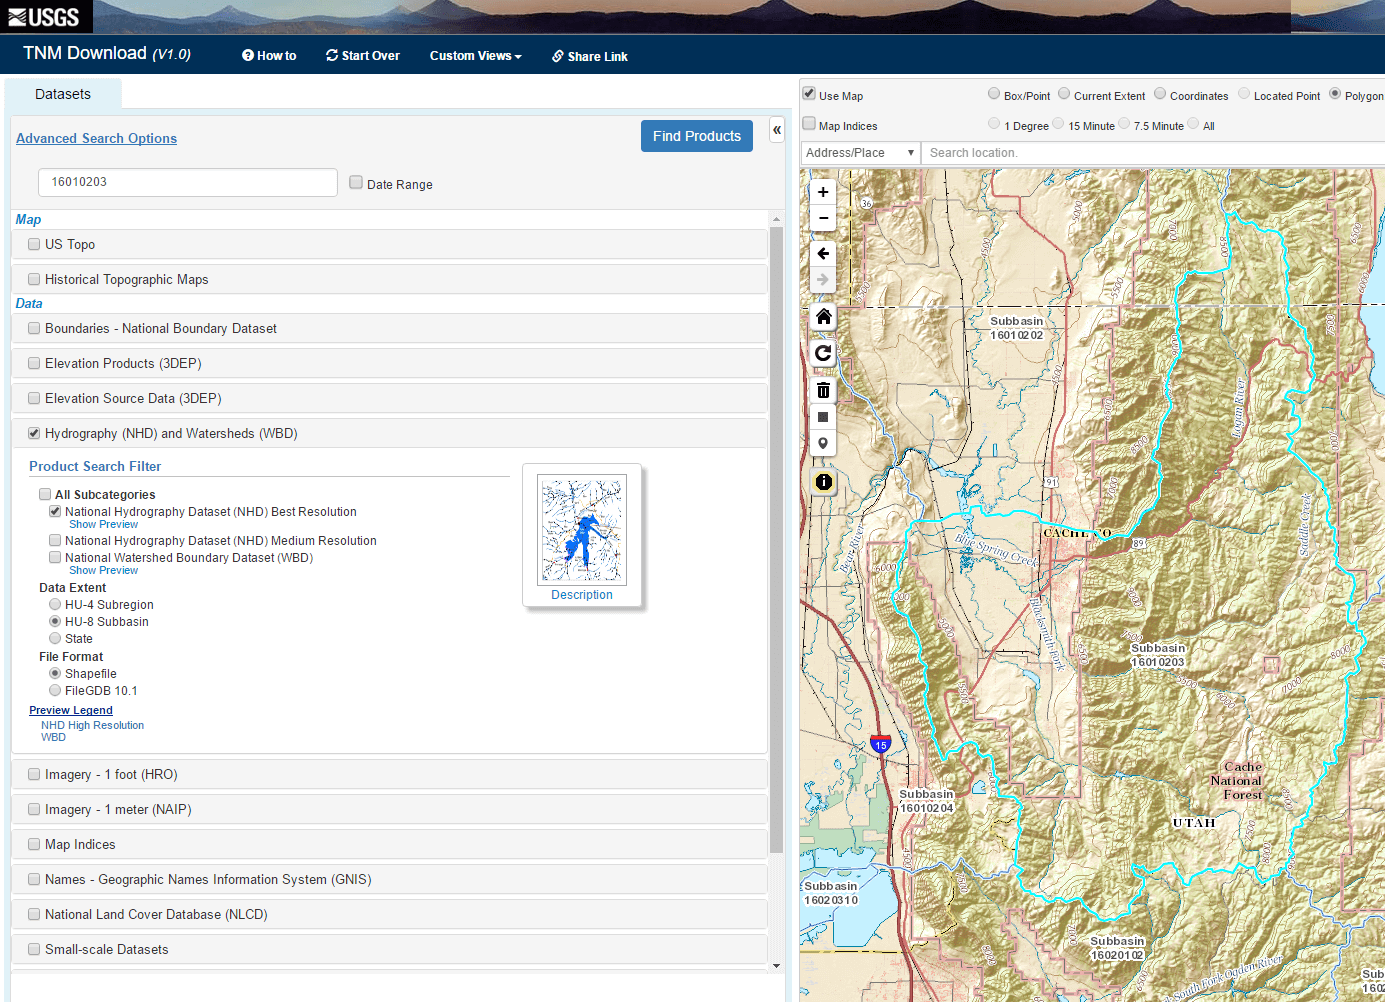 USGS
TNM Download (V1.0)
How to
Start Over
Custom Views
Share Link
Datasets
Advanced Search Options
Find Products
«
16010203
Date Range
Map
US Topo
Historical Topographic Maps
Data
Boundaries - National Boundary Dataset
Elevation Products (3DEP)
Elevation Source Data (3DEP)
Hydrography (NHD) and Watersheds (WBD)
Product Search Filter
All Subcategories
National Hydrography Dataset (NHD) Best Resolution
Show Preview
National Hydrography Dataset (NHD) Medium Resolution
National Watershed Boundary Dataset (WBD)
Show Preview
Data Extent
HU-4 Subregion
HU-8 Subbasin
State
File Format
Shapefile
FileGDB 10.1
Preview Legend
NHD High Resolution
WBD
Description
Imagery - 1 foot (HRO)
Imagery - 1 meter (NAIP)
Map Indices
Names - Geographic Names Information System (GNIS)
National Land Cover Database (NLCD)
Small-scale Datasets
Use Map
Box/Point
Current Extent
Coordinates
Located Point
Polygon
Map Indices
1 Degree
15 Minute
7.5 Minute
All
Address/Place
Search location.
+
−
36
Subbasin
16010202
Logan River
91
CACHE CO
89
Blue Spring Creek
Bear River
Blacksmith Fork
Saddle Creek
Subbasin
16010203
15
Cache
National
Forest
Subbasin
16010204
UTAH
Subbasin
16020310
Subbasin
16020102
South Fork Ogden River